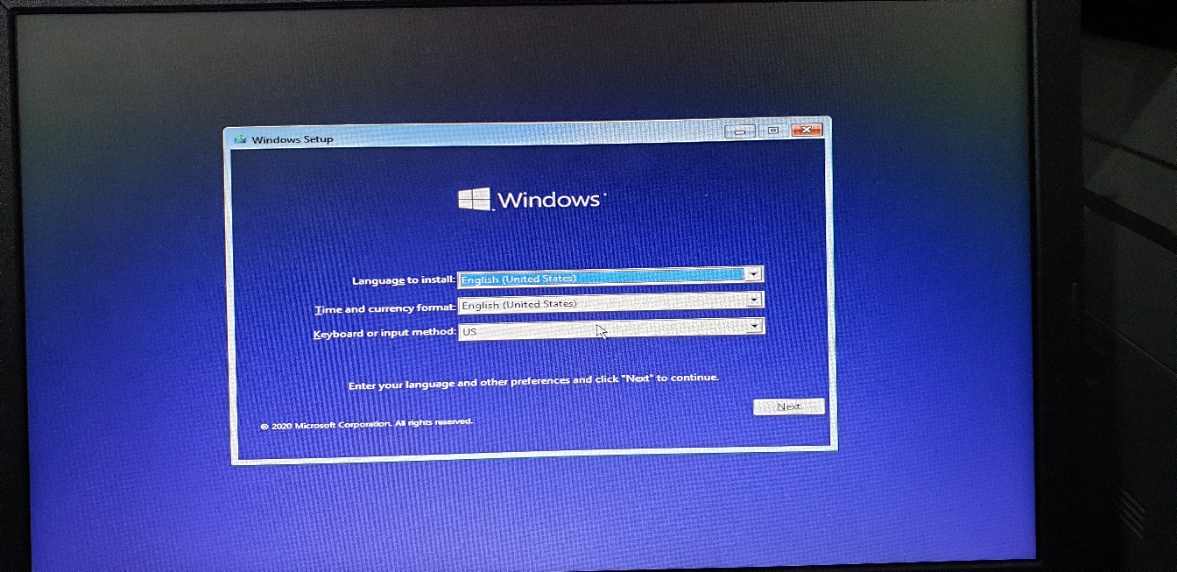 Windows Setup
Windows
Language to install: English (United States)
Time and currency format: English (United States)
Keyboard or input method: US
Enter your language and other preferences and click "Next" to continue.
Next
© 2020 Microsoft Corporation. All rights reserved.